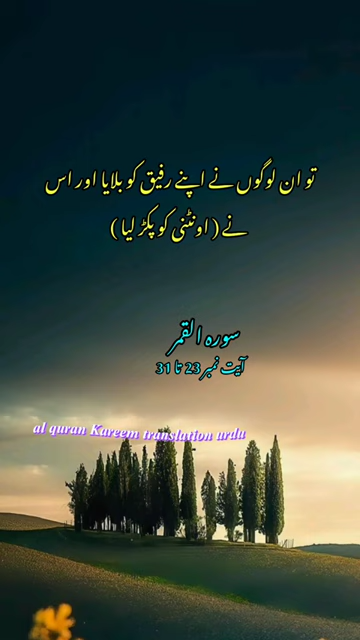 تو ان لوگوں نے اپنے رفیق کو بلایا اور اس
نے (اونٹنی کو پکڑ لیا)
سورہ القمر
آیت نمبر 23 تا 31
al quran Kareem translation urdu